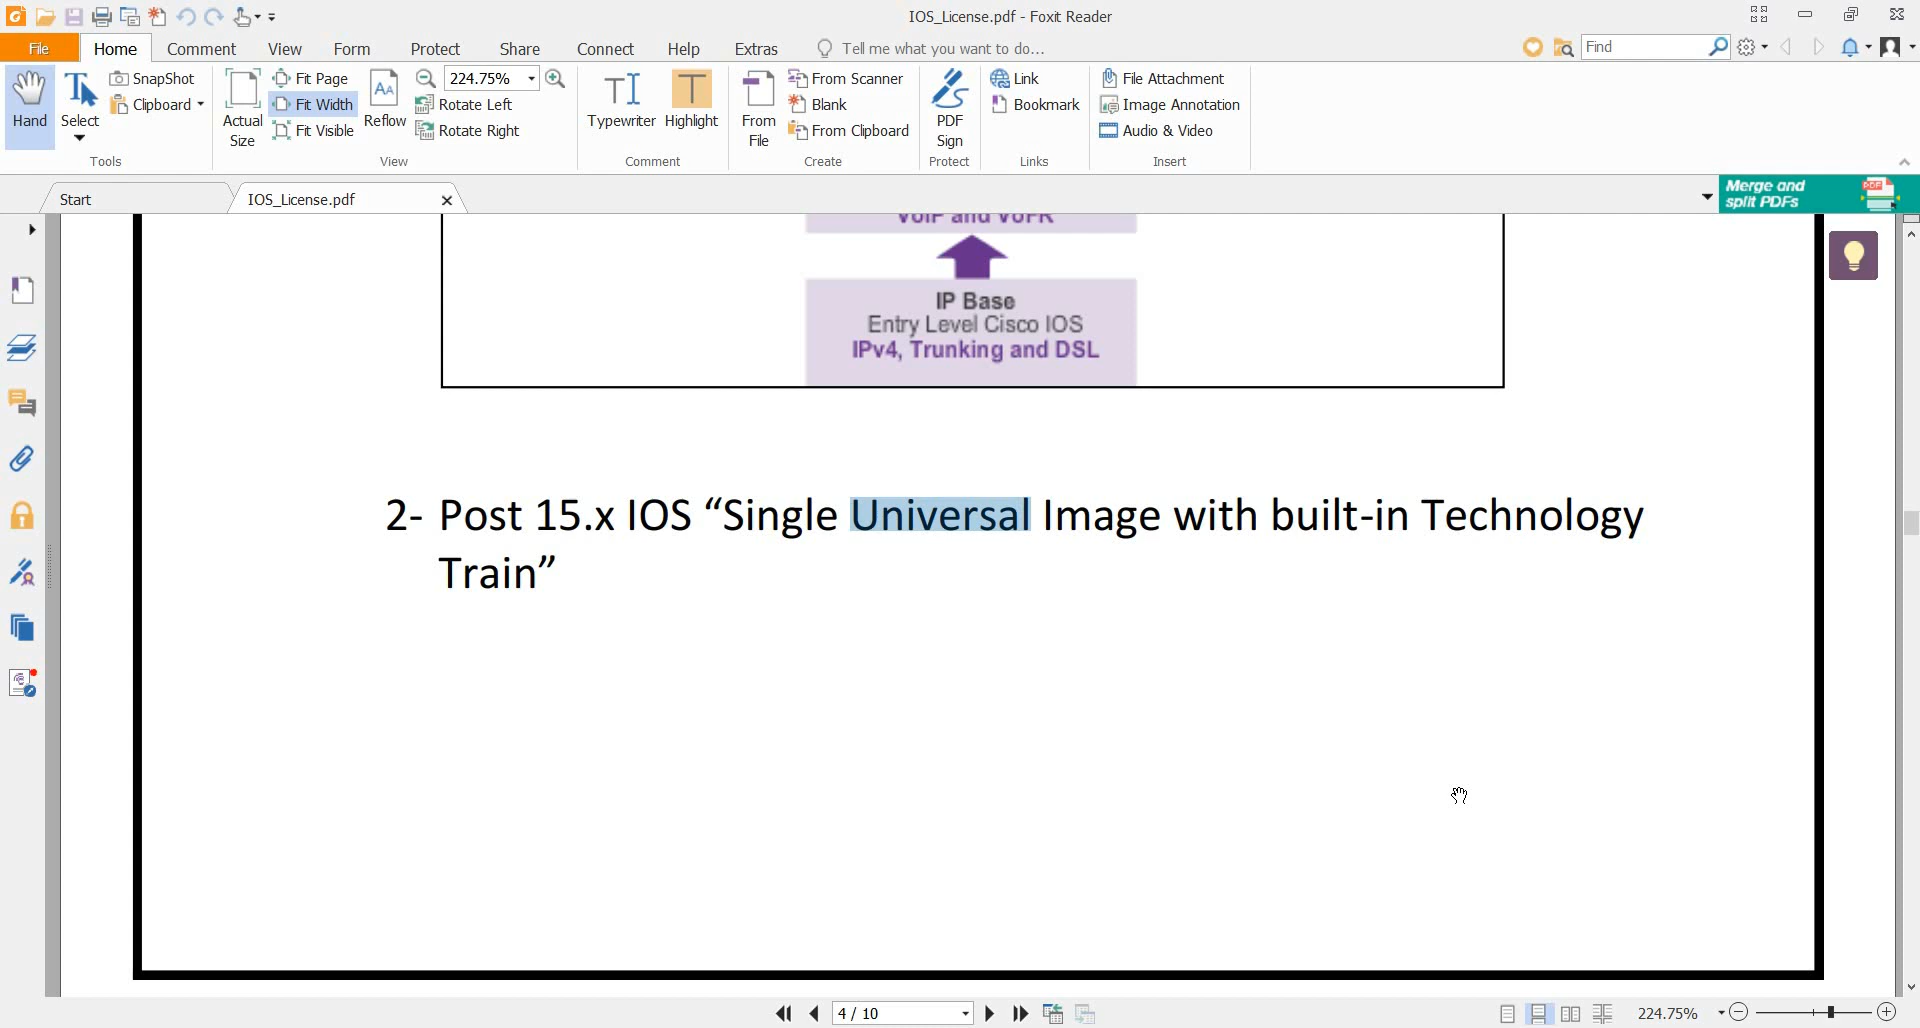 IOS_License.pdf - Foxit Reader
File Home Comment View Form Protect Share Connect Help Extras Tell me what you want to do... Find
Hand
Select
SnapShot
Clipboard
Tools
Actual
Size
Fit Page
Fit Width
Fit Visible
Reflow
224.75%
Rotate Left
Rotate Right
View
Typewriter
Highlight
Comment
From
File
From Scanner
Blank
From Clipboard
Create
PDF
Sign
Protect
Link
Bookmark
Links
File Attachment
Image Annotation
Audio & Video
Insert
Start
IOS_License.pdf
Merge and
split PDFs
PDF
VoIP and VoFR
IP Base
Entry Level Cisco IOS
IPv4, Trunking and DSL
2- Post 15.x IOS “Single Universal Image with built-in Technology
Train”
4 / 10
224.75%